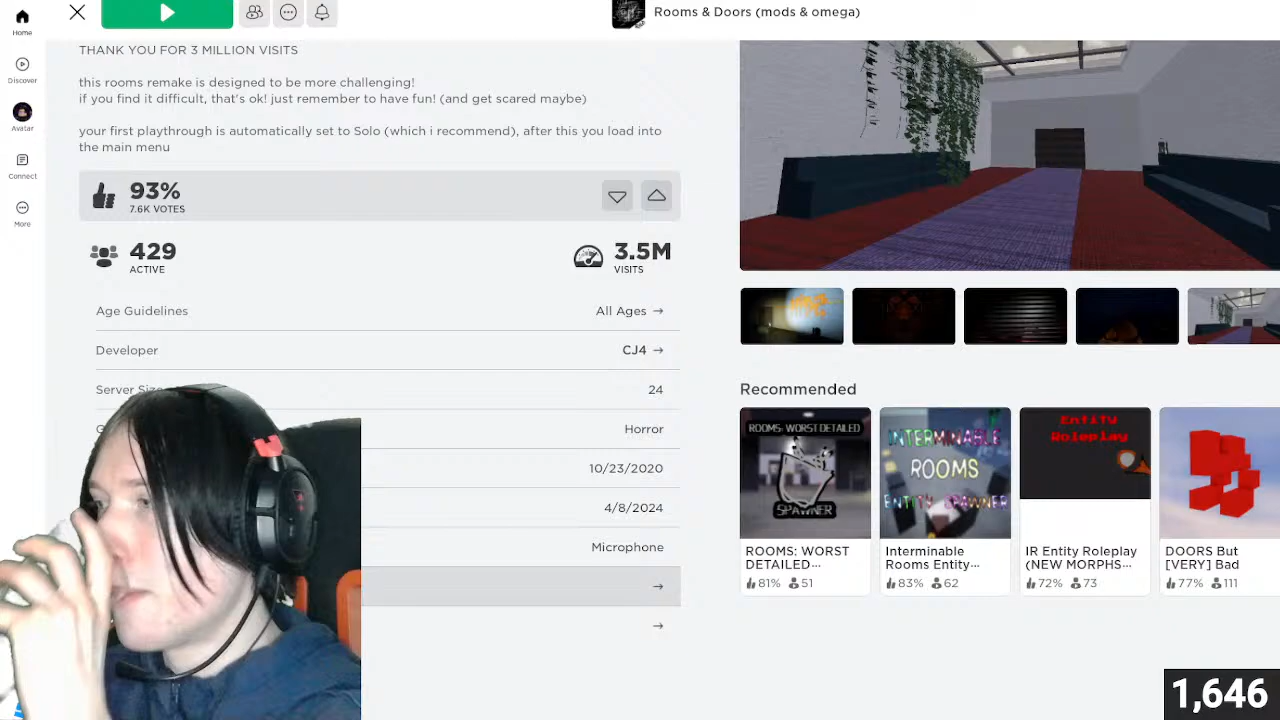 Rooms & Doors (mods & omega)
Home
Discover
Avatar
Connect
More
THANK YOU FOR 3 MILLION VISITS
this rooms remake is designed to be more challenging!
if you find it difficult, that's ok! just remember to have fun! (and get scared maybe)
your first playthrough is automatically set to Solo (which i recommend), after this you load into
the main menu
93%
7.6K VOTES
429
ACTIVE
3.5M
VISITS
Age Guidelines
All Ages →
Developer
CJ4 →
Server Size
24
Horror
10/23/2020
4/8/2024
Microphone
→
→
Recommended
ROOMS: WORST DETAILED
SPAWNER
ROOMS: WORST
DETAILED...
81% 51
INTERMINABLE
ROOMS
ENTITY SPAWNER
Interminable
Rooms Entity...
83% 62
Entity
Roleplay
IR Entity Roleplay
(NEW MORPHS...
72% 73
DOORS But
[VERY] Bad
77% 111
1,646